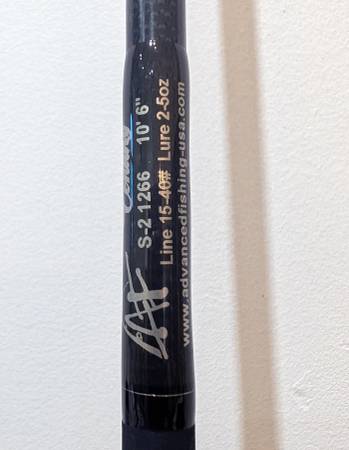 S-2 1266 10' 6"
Line 15-40# Lure 2-5oz
www.advancedfishing-usa.com